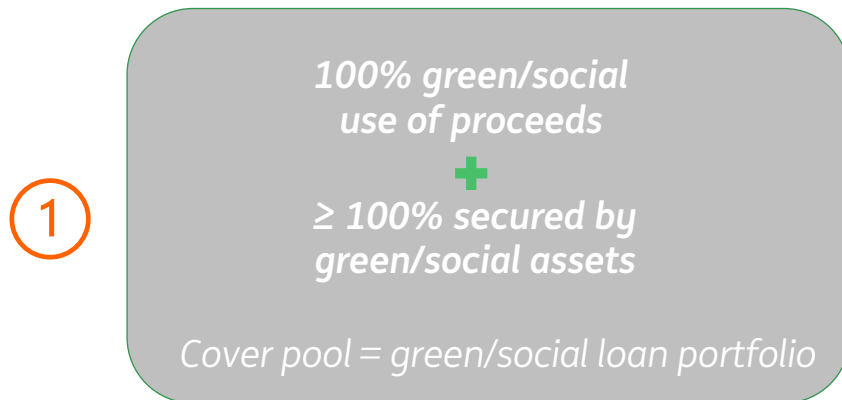 100% green/social
use of proceeds
+
1
≥ 100% secured by
green/social assets
Cover pool = green/social loan portfolio